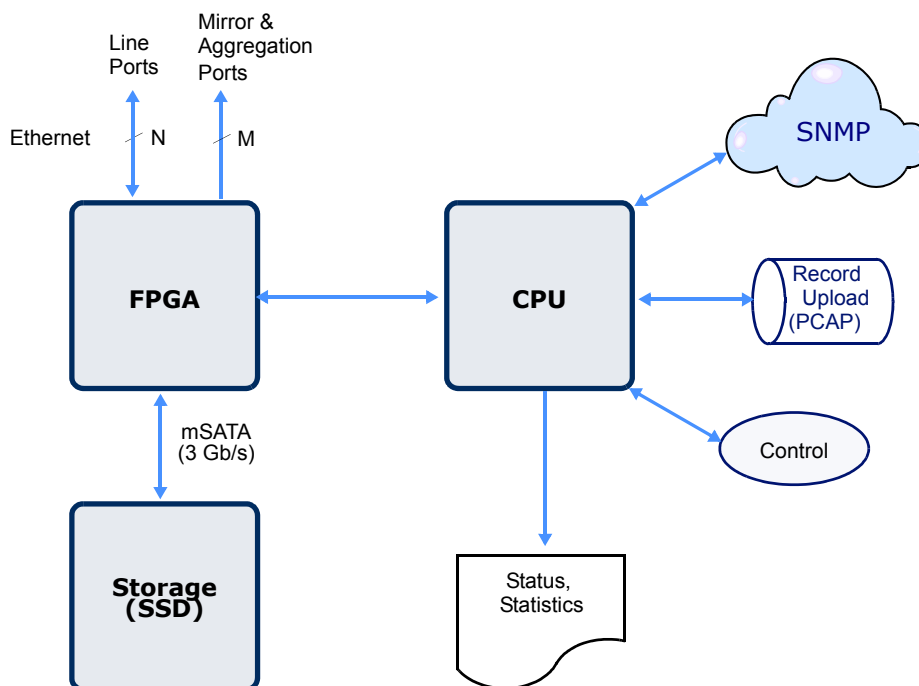 Line
Ports
Mirror &
Aggregation
Ports
Ethernet
N
M
SNMP
FPGA
CPU
Record
Upload
(PCAP)
mSATA
(3 Gb/s)
Control
Storage
(SSD)
Status,
Statistics